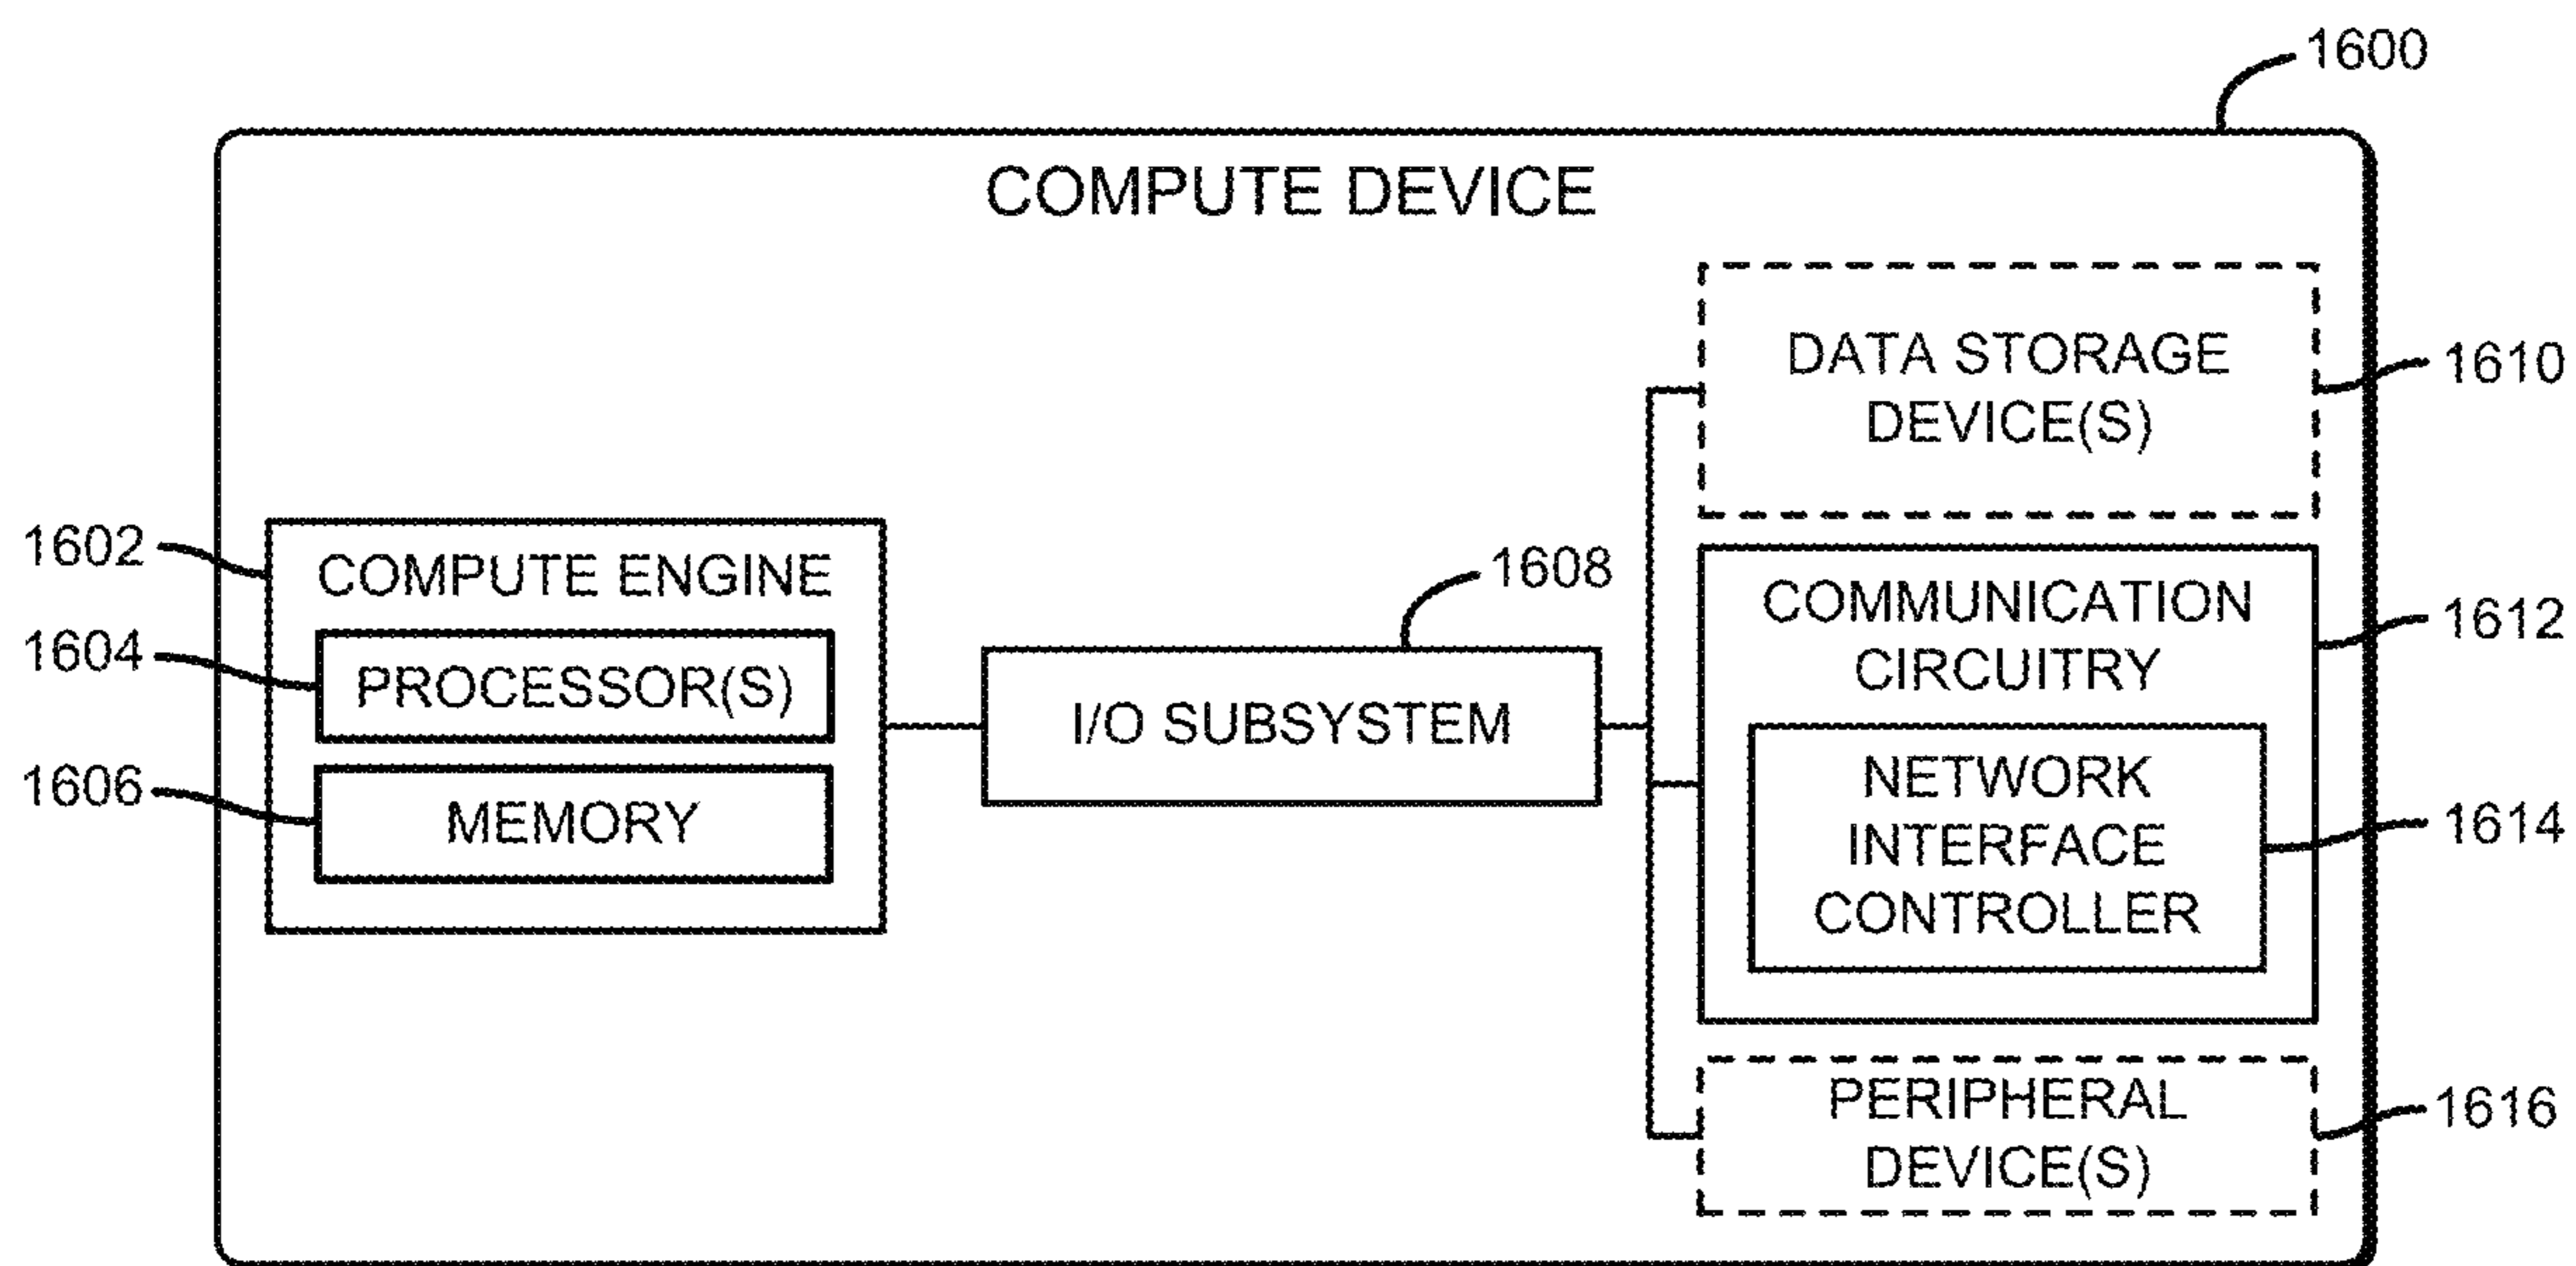 1600
COMPUTE DEVICE
DATA STORAGE
DEVICE(S)
1610
1602
COMPUTE ENGINE
1604
PROCESSOR(S)
1606
MEMORY
1608
I/O SUBSYSTEM
COMMUNICATION
CIRCUITRY
1612
NETWORK
INTERFACE
CONTROLLER
1614
PERIPHERAL
DEVICE(S)
1616